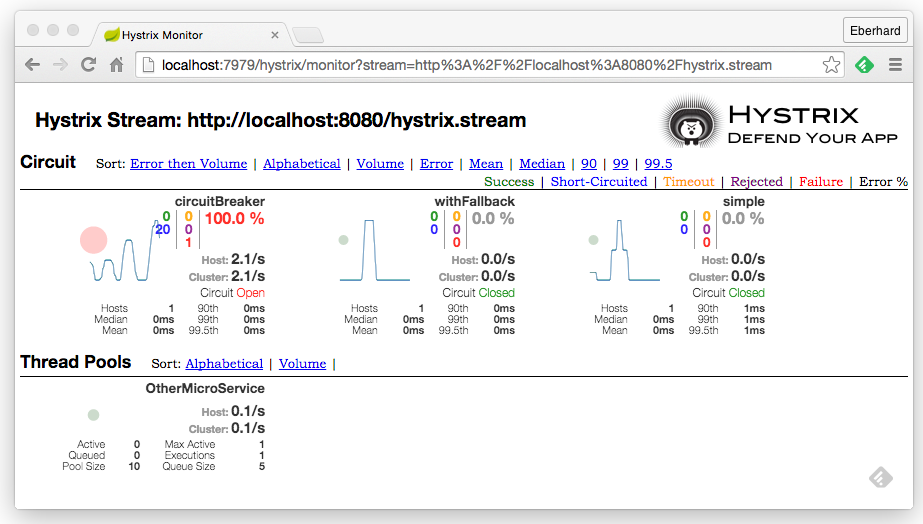 Hystrix Monitor
Eberhard
localhost:7979/hystrix/monitor?stream=http%3A%2F%2Flocalhost%3A8080%2Fhystrix.stream
Hystrix Stream: http://localhost:8080/hystrix.stream
HYSTRIX
DEFEND YOUR APP
Circuit Sort: Error then Volume | Alphabetical | Volume | Error | Mean | Median | 90 | 99 | 99.5
Success | Short-Circuited | Timeout | Rejected | Failure | Error %
circuitBreaker
0 0 100.0 %
20 0
1
Host: 2.1/s
Cluster: 2.1/s
Circuit Open
Hosts 1 90th 0ms
Median 0ms 99th 0ms
Mean 0ms 99.5th 0ms
withFallback
0 0 0.0 %
0 0
0
Host: 0.0/s
Cluster: 0.0/s
Circuit Closed
Hosts 1 90th 0ms
Median 0ms 99th 0ms
Mean 0ms 99.5th 0ms
simple
0 0 0.0 %
0 0
0
Host: 0.0/s
Cluster: 0.0/s
Circuit Closed
Hosts 1 90th 1ms
Median 0ms 99th 1ms
Mean 0ms 99.5th 1ms
Thread Pools Sort: Alphabetical | Volume |
OtherMicroService
Host: 0.1/s
Cluster: 0.1/s
Active 0 Max Active 1
Queued 0 Executions 1
Pool Size 10 Queue Size 5